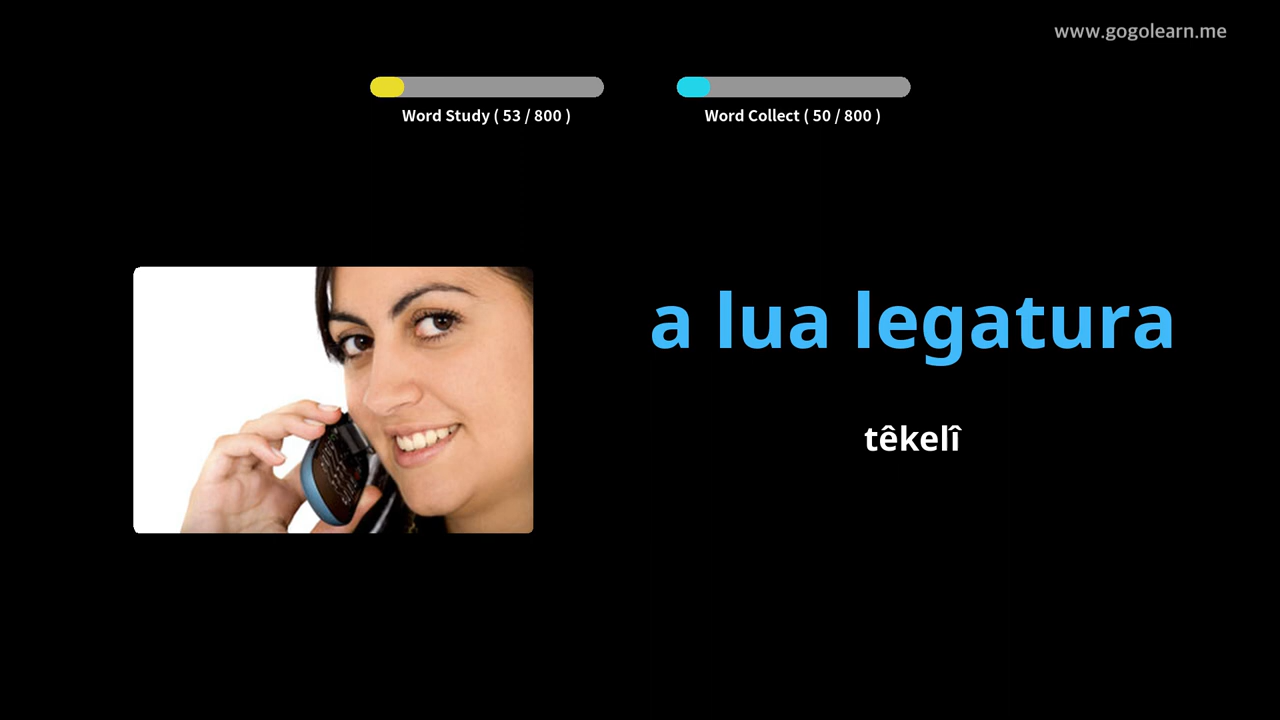 www.gogolearn.me
Word Study ( 53 / 800 )
Word Collect ( 50 / 800 )
a lua legatura
têkelî